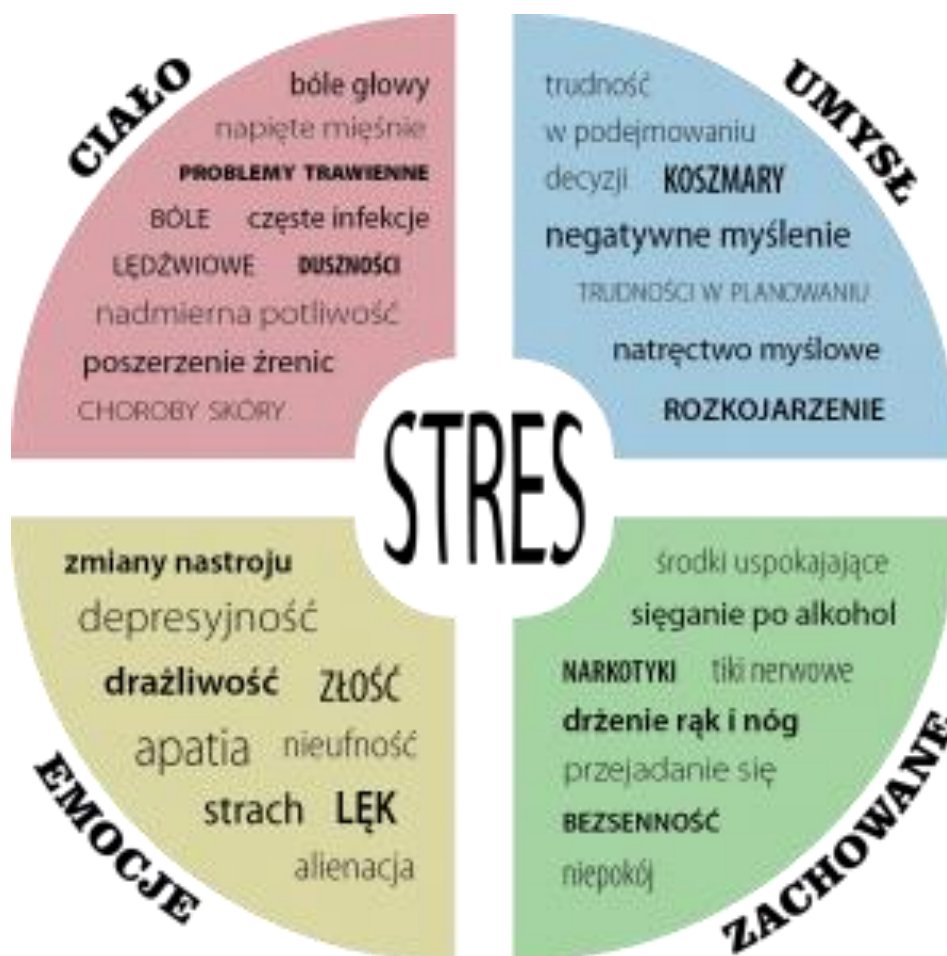 CIAŁO
bóle głowy
napięte mięśnie
PROBLEMY TRAWIENNE
BÓLE częste infekcje
LĘDŹWIOWE DUSZNOŚCI
nadmierna potliwość
poszerzenie źrenic
CHOROBY SKÓRY
UMYSŁ
trudność
w podejmowaniu
decyzji KOSZMARY
negatywne myślenie
TRUDNOŚCI W PLANOWANIU
natręctwo myślowe
ROZKOJARZENIE
STRES
zmiany nastroju
depresyjność
drażliwość ZŁOŚĆ
apatia nieufność
strach LĘK
alienacja
EMOCJE
środki uspokajające
sięganie po alkohol
NARKOTYKI tiki nerwowe
drżenie rąk i nóg
przejadanie się
BEZSENNOŚĆ
niepokój
ZACHOWANE